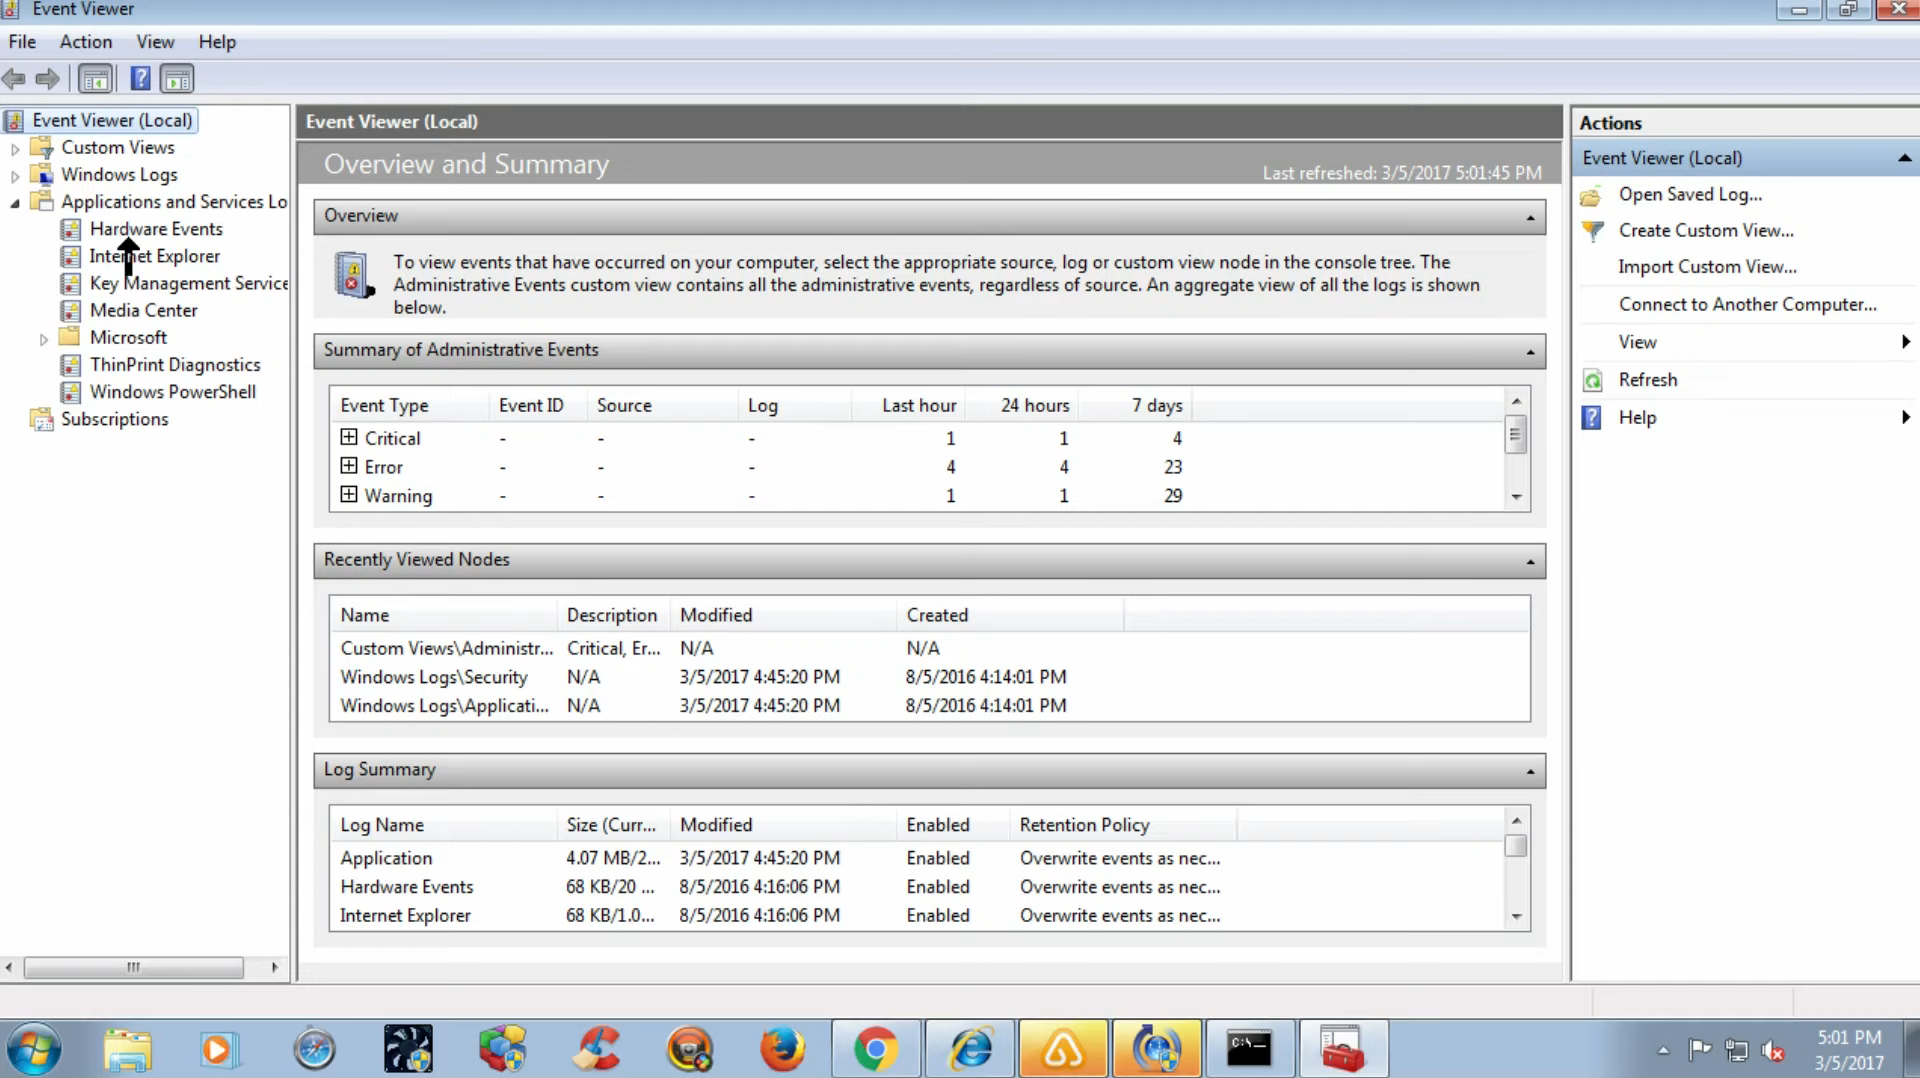 Event Viewer
File Action View Help
Event Viewer (Local)
Custom Views
Windows Logs
Applications and Services Lo
Hardware Events
Internet Explorer
Key Management Service
Media Center
Microsoft
ThinPrint Diagnostics
Windows PowerShell
Subscriptions
Event Viewer (Local)
Overview and Summary
Last refreshed: 3/5/2017 5:01:45 PM
Overview
To view events that have occurred on your computer, select the appropriate source, log or custom view node in the console tree. The
Administrative Events custom view contains all the administrative events, regardless of source. An aggregate view of all the logs is shown
below.
Summary of Administrative Events
Event Type Event ID Source Log Last hour 24 hours 7 days
Critical - - - 1 1 4
Error - - - 4 4 23
Warning - - - 1 1 29
Recently Viewed Nodes
Name Description Modified Created
Custom Views\Administr... Critical, Er... N/A N/A
Windows Logs\Security N/A 3/5/2017 4:45:20 PM 8/5/2016 4:14:01 PM
Windows Logs\Applicati... N/A 3/5/2017 4:45:20 PM 8/5/2016 4:14:01 PM
Log Summary
Log Name Size (Curr... Modified Enabled Retention Policy
Application 4.07 MB/2... 3/5/2017 4:45:20 PM Enabled Overwrite events as nec...
Hardware Events 68 KB/20 ... 8/5/2016 4:16:06 PM Enabled Overwrite events as nec...
Internet Explorer 68 KB/1.0... 8/5/2016 4:16:06 PM Enabled Overwrite events as nec...
Actions
Event Viewer (Local)
Open Saved Log...
Create Custom View...
Import Custom View...
Connect to Another Computer...
View
Refresh
Help
C:\_
5:01 PM
3/5/2017